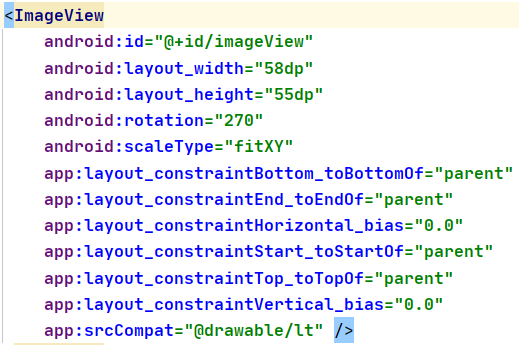 <ImageView
android:id="@+id/imageView"
android:layout_width="58dp"
android:layout_height="55dp"
android:rotation="270"
android:scaleType="fitXY"
app:layout_constraintBottom_toBottomOf="parent"
app:layout_constraintEnd_toEndOf="parent"
app:layout_constraintHorizontal_bias="0.0"
app:layout_constraintStart_toStartOf="parent"
app:layout_constraintTop_toTopOf="parent"
app:layout_constraintVertical_bias="0.0"
app:srcCompat="@drawable/lt" />